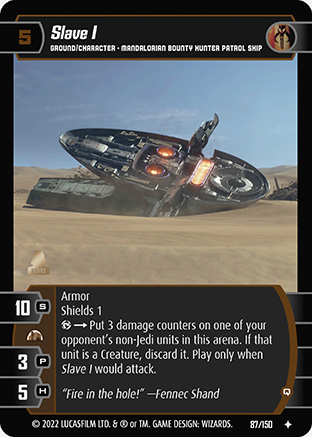 5
Slave I
GROUND/CHARACTER - MANDALORIAN BOUNTY HUNTER PATROL SHIP
10 S
3 P
5 H
Armor
Shields 1
→ Put 3 damage counters on one of your
opponent's non-Jedi units in this arena. If that
unit is a Creature, discard it. Play only when
Slave I would attack.
"Fire in the hole!" —Fennec Shand
© 2022 LUCASFILM LTD. & ® or TM. GAME DESIGN: WIZARDS.
87/150